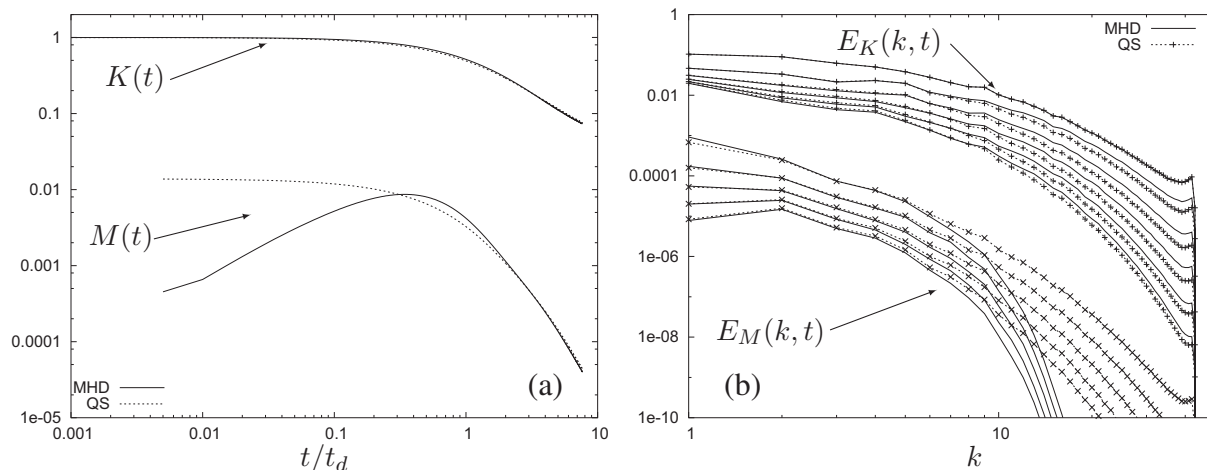 1
0.1
0.01
0.001
0.0001
1e-05
K(t)
M(t)
MHD
QS
(a)
0.001 0.01 0.1 1 10
t/t_d
1
0.01
0.0001
1e-06
1e-08
1e-10
E_K(k,t)
MHD
QS
E_M(k,t)
(b)
1 10
k